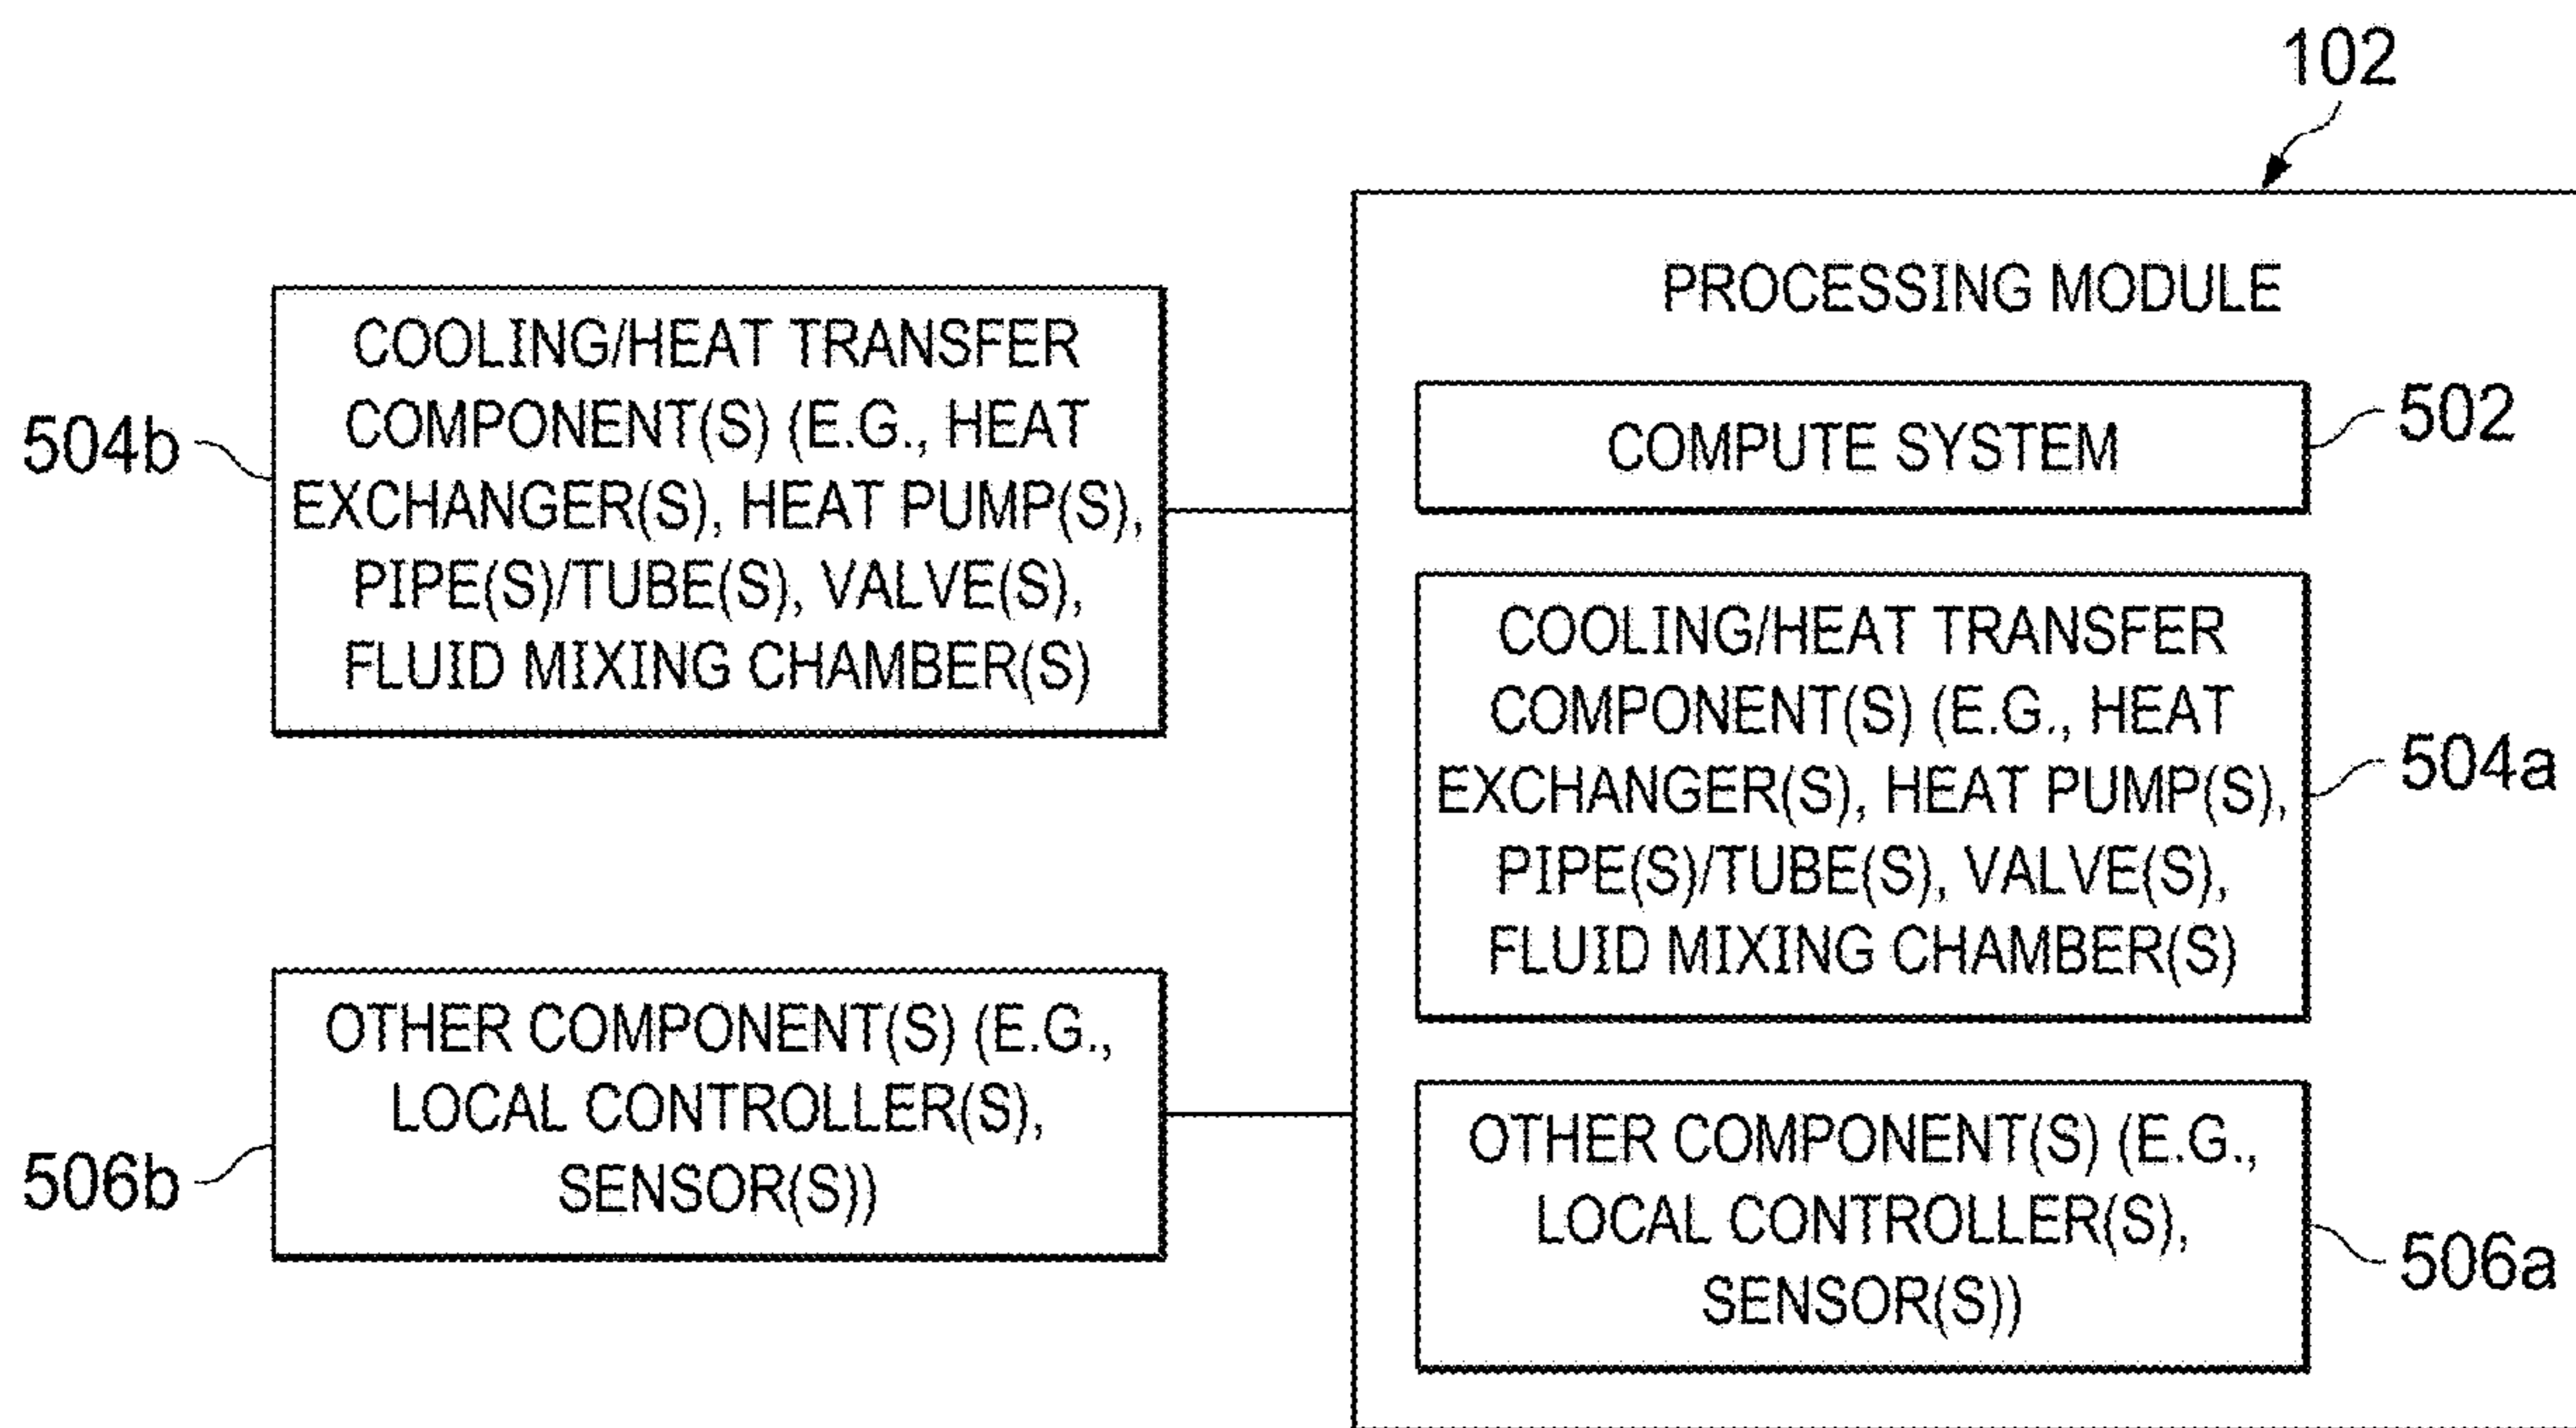 102
PROCESSING MODULE
COMPUTE SYSTEM
502
COOLING/HEAT TRANSFER
COMPONENT(S) (E.G., HEAT
EXCHANGER(S), HEAT PUMP(S),
PIPE(S)/TUBE(S), VALVE(S),
FLUID MIXING CHAMBER(S)
504b
COOLING/HEAT TRANSFER
COMPONENT(S) (E.G., HEAT
EXCHANGER(S), HEAT PUMP(S),
PIPE(S)/TUBE(S), VALVE(S),
FLUID MIXING CHAMBER(S)
504a
OTHER COMPONENT(S) (E.G.,
LOCAL CONTROLLER(S),
SENSOR(S))
506b
OTHER COMPONENT(S) (E.G.,
LOCAL CONTROLLER(S),
SENSOR(S))
506a